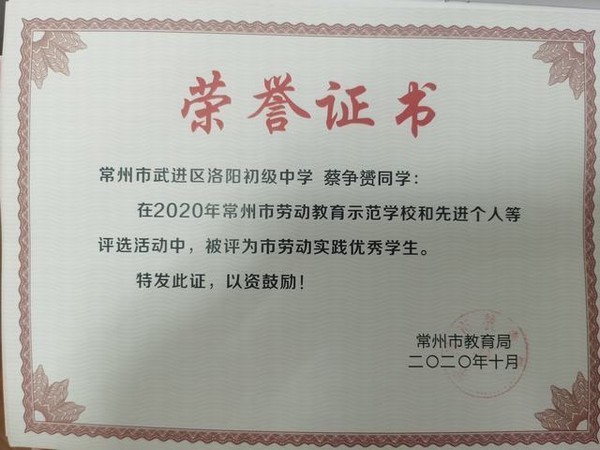 荣誉证书
常州市武进区洛阳初级中学 蔡争赟同学：
在2020年常州市劳动教育示范学校和先进个人等
评选活动中，被评为市劳动实践优秀学生。
特发此证，以资鼓励！
常州市教育局
二〇二〇年十月